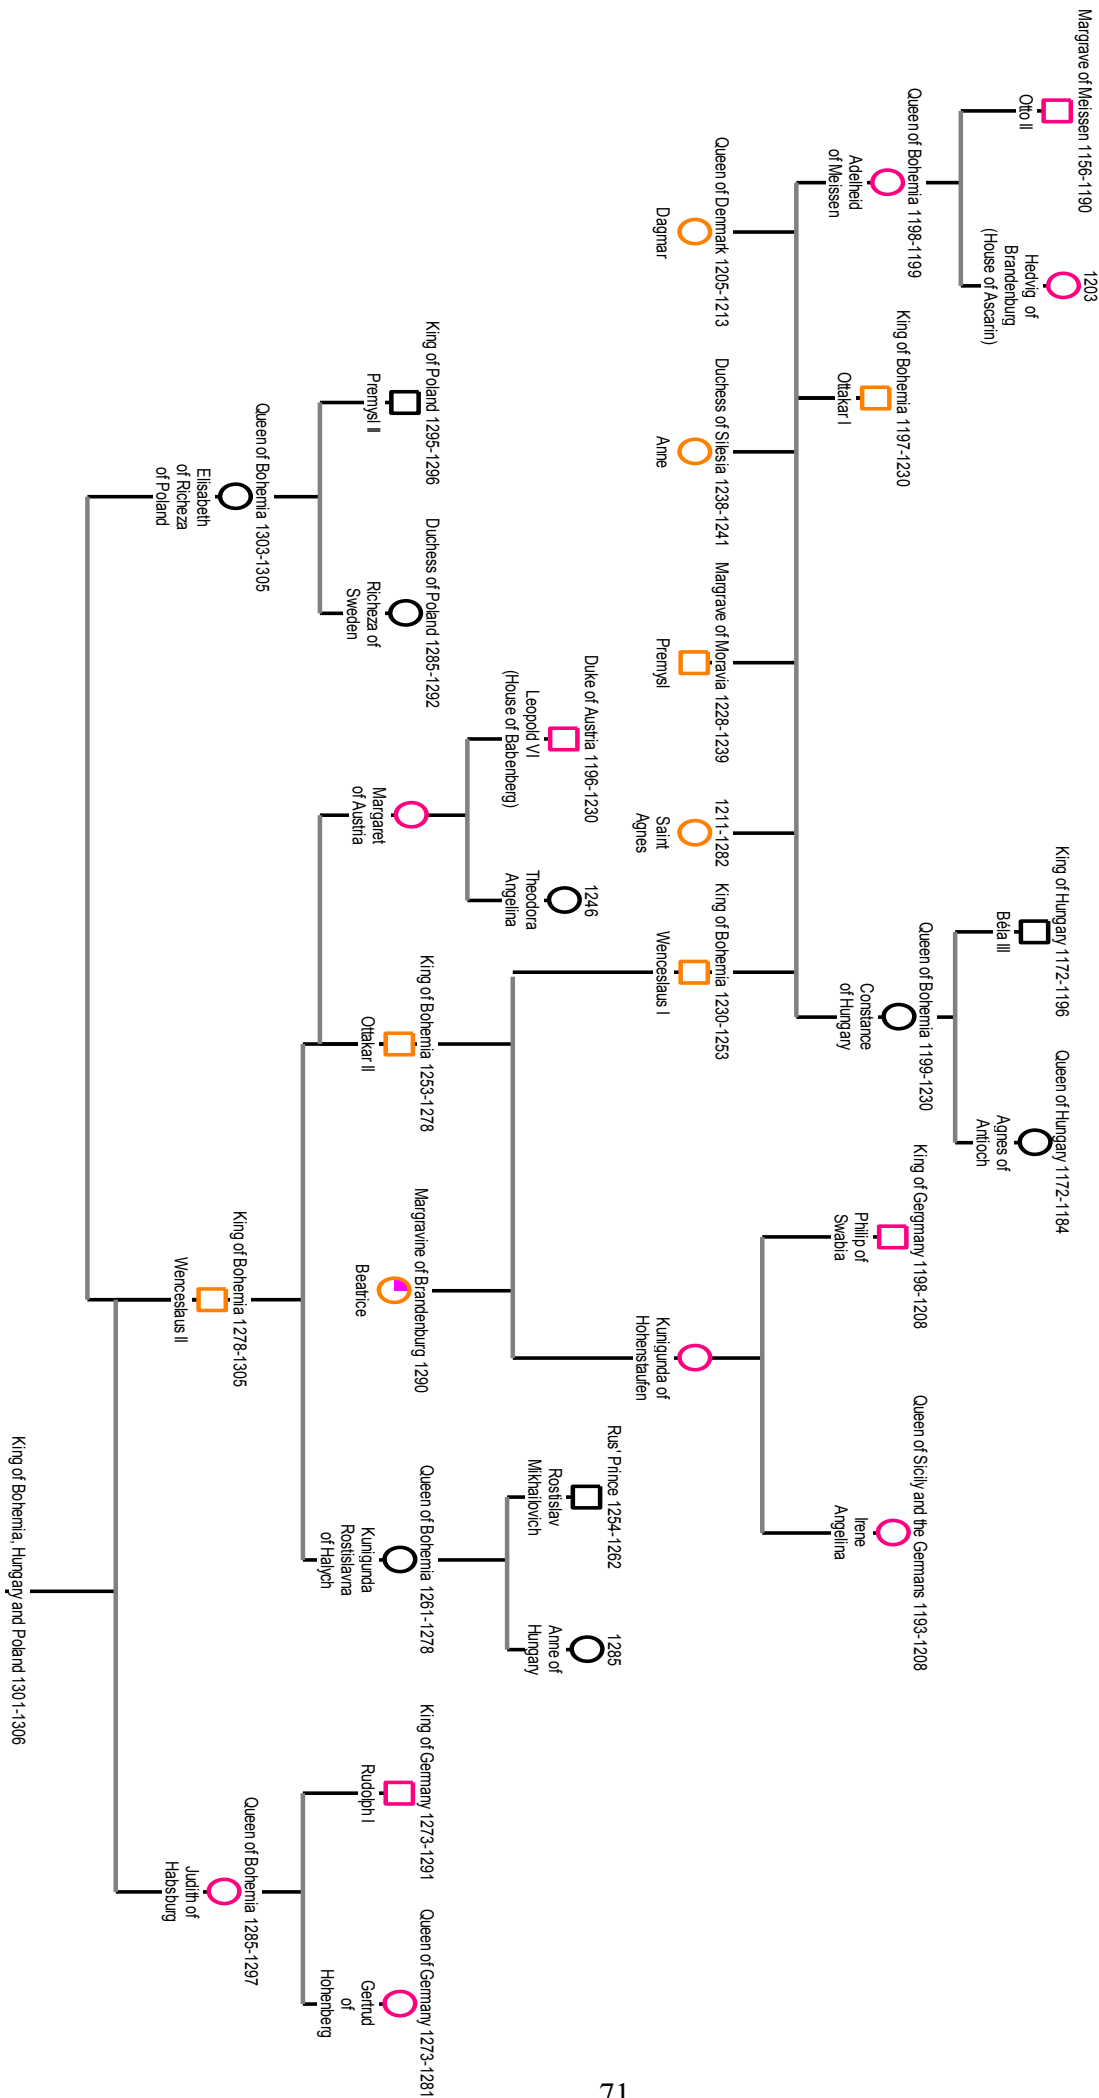 Margrave of Meissen 1156-1190
Otto II
1203
Hedvig of
Brandenburg
(House of Ascarin)
King of Hungary 1172-1196
Béla III
Queen of Hungary 1172-1184
Agnes of
Antioch
Queen of Bohemia 1198-1199
Adelheid
of Meissen
King of Bohemia 1197-1230
Ottakar I
Queen of Bohemia 1199-1230
Constance
of Hungary
King of Gergmany 1198-1208
Philip of
Swabia
Queen of Sicily and the Germans 1193-1208
Irene
Angelina
Queen of Denmark 1205-1213
Dagmar
Duchess of Silesia 1238-1241
Anne
Margrave of Moravia 1228-1239
Premysl
1211-1282
Saint
Agnes
King of Bohemia 1230-1253
Wenceslaus I
Kunigunda of
Hohenstaufen
Duke of Austria 1196-1230
Leopold VI
(House of Babenberg)
1246
Theodora
Angelina
Rus' Prince 1254-1262
Rostislav
Mikhailovich
1285
Anne of
Hungary
King of Poland 1295-1296
Premysl II
Duchess of Poland 1285-1292
Richeza of
Sweden
Margaret
of Austria
King of Bohemia 1253-1278
Ottakar II
Margravine of Brandenburg 1290
Beatrice
Queen of Bohemia 1261-1278
Kunigunda
Rostislavna
of Halych
King of Germany 1273-1291
Rudolph I
Queen of Germany 1273-1281
Gertrud
of
Hohenberg
Queen of Bohemia 1303-1305
Elisabeth
of Richeza
of Poland
King of Bohemia 1278-1305
Wenceslaus II
Queen of Bohemia 1285-1297
Judith of
Habsburg
King of Bohemia, Hungary and Poland 1301-1306
71